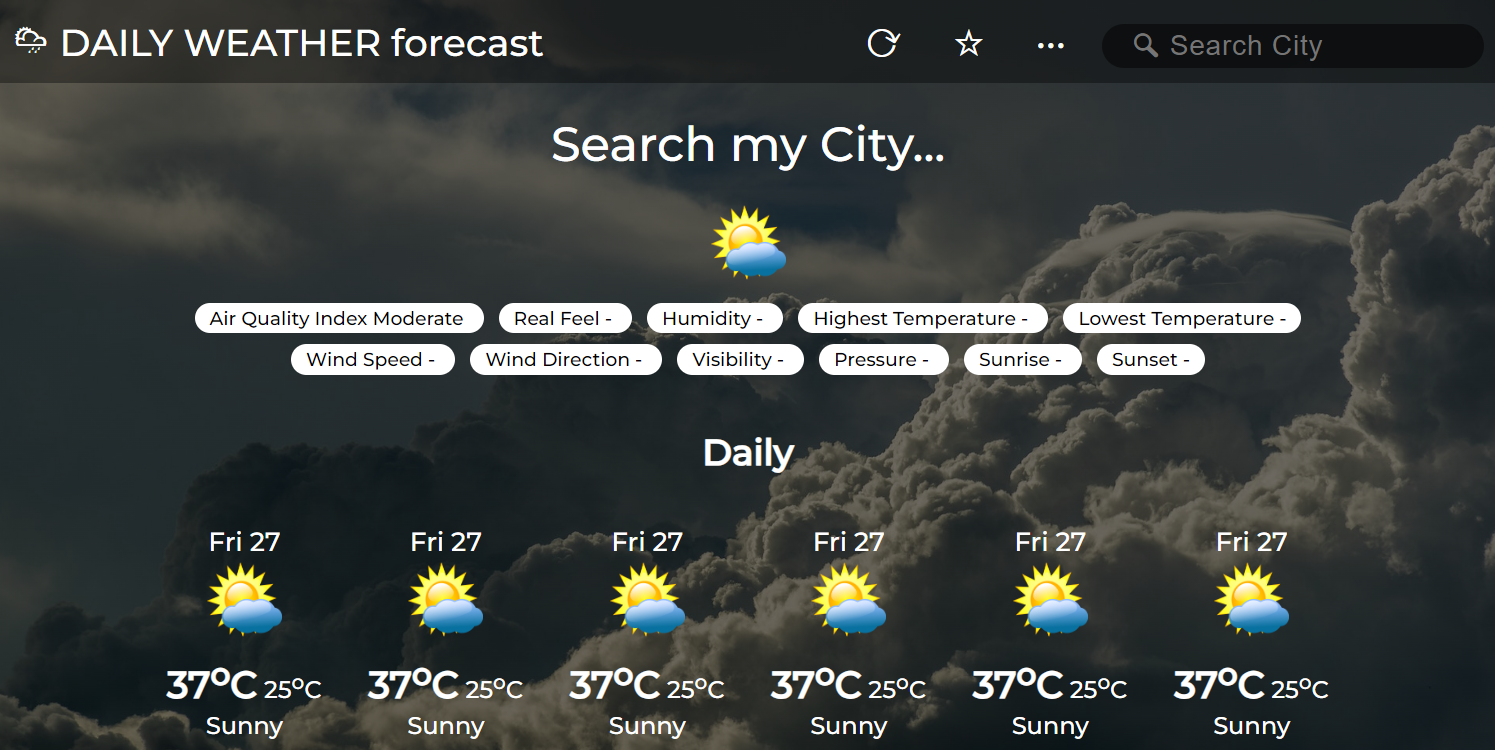 DAILY WEATHER forecast
Search City
Search my City...
Air Quality Index Moderate Real Feel - Humidity - Highest Temperature - Lowest Temperature -
Wind Speed - Wind Direction - Visibility - Pressure - Sunrise - Sunset -
Daily
Fri 27 Fri 27 Fri 27 Fri 27 Fri 27 Fri 27
37°C 25°C 37°C 25°C 37°C 25°C 37°C 25°C 37°C 25°C 37°C 25°C
Sunny Sunny Sunny Sunny Sunny Sunny